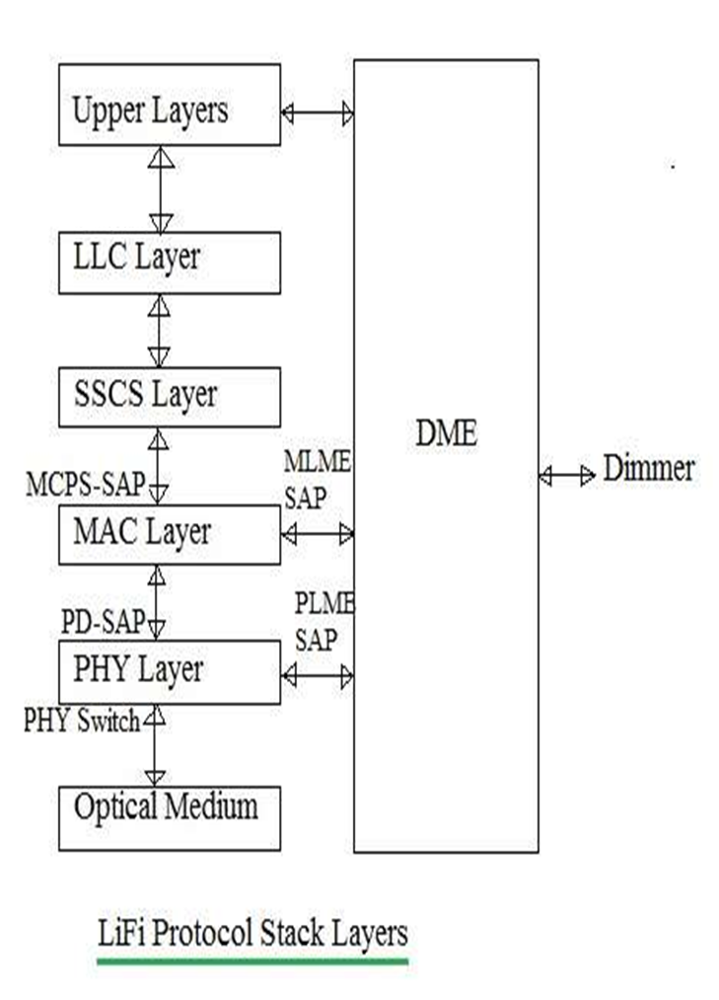 Upper Layers
LLC Layer
SSCS Layer
MCPS-SAP
MLME
SAP
MAC Layer
DME
Dimmer
PD-SAP
PLME
SAP
PHY Layer
PHY Switch
Optical Medium
LiFi Protocol Stack Layers